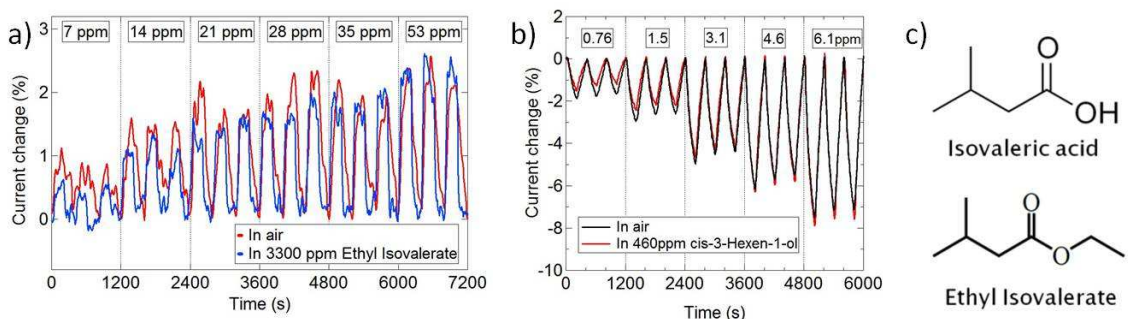 a)
7 ppm 14 ppm 21 ppm 28 ppm 35 ppm 53 ppm
Current change (%)
3
2
1
0
In air
In 3300 ppm Ethyl Isovalerate
0 1200 2400 3600 4800 6000 7200
Time (s)
b)
0.76 1.5 3.1 4.6 6.1ppm
Current change (%)
2
0
-2
-4
-6
-8
-10
In air
In 460ppm cis-3-Hexen-1-ol
0 1200 2400 3600 4800 6000
Time (s)
c)
O
OH
Isovaleric acid
O
O
Ethyl Isovalerate